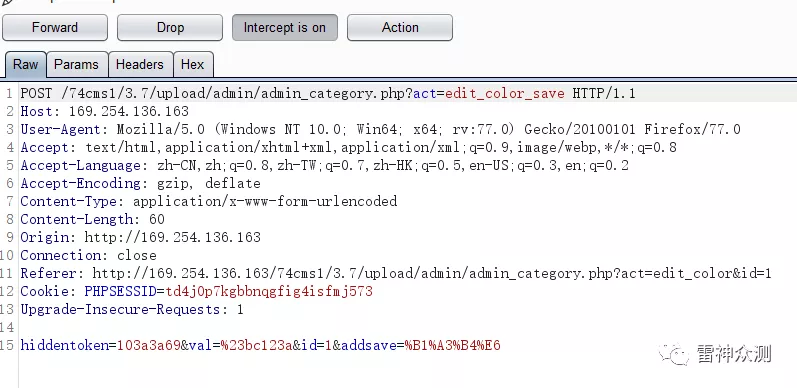 Forward Drop Intercept is on Action
Raw Params Headers Hex
1 POST /74cms1/3.7/upload/admin/admin_category.php?act=edit_color_save HTTP/1.1
2 Host: 169.254.136.163
3 User-Agent: Mozilla/5.0 (Windows NT 10.0; Win64; x64; rv:77.0) Gecko/20100101 Firefox/77.0
4 Accept: text/html,application/xhtml+xml,application/xml;q=0.9,image/webp,*/*;q=0.8
5 Accept-Language: zh-CN,zh;q=0.8,zh-TW;q=0.7,zh-HK;q=0.5,en-US;q=0.3,en;q=0.2
6 Accept-Encoding: gzip, deflate
7 Content-Type: application/x-www-form-urlencoded
8 Content-Length: 60
9 Origin: http://169.254.136.163
10 Connection: close
11 Referer: http://169.254.136.163/74cms1/3.7/upload/admin/admin_category.php?act=edit_color&id=1
12 Cookie: PHPSESSID=td4j0p7kgbbnqgfig4isfmj573
13 Upgrade-Insecure-Requests: 1
14
15 hiddentoken=103a3a69&val=%23bc123a&id=1&addsave=%B1%A3%B4%E6
雷神众测